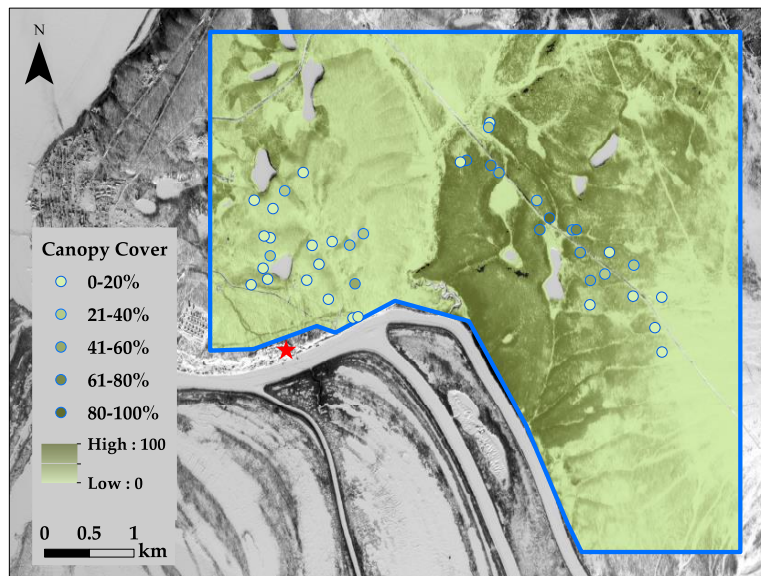 N
Canopy Cover
0-20%
21-40%
41-60%
61-80%
80-100%
High : 100
Low : 0
0 0.5 1
km